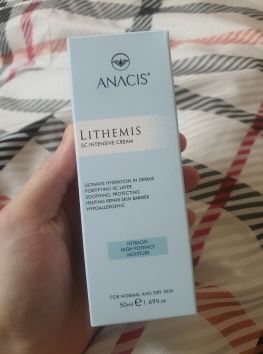 ANACIS®
LITHEMIS
SC INTENSIVE CREAM
ULTIMATE HYDRATION IN DERMIS
FORTIFYING SC LAYER
SOOTHING, PROTECTING
HELPING REPAIR SKIN BARRIER
HYPOALLERGENIC
ENTRAON
HIGH-POTENCY
MOISTURE
FOR NORMAL AND DRY SKIN
50ml ℮ 1.69fl.oz